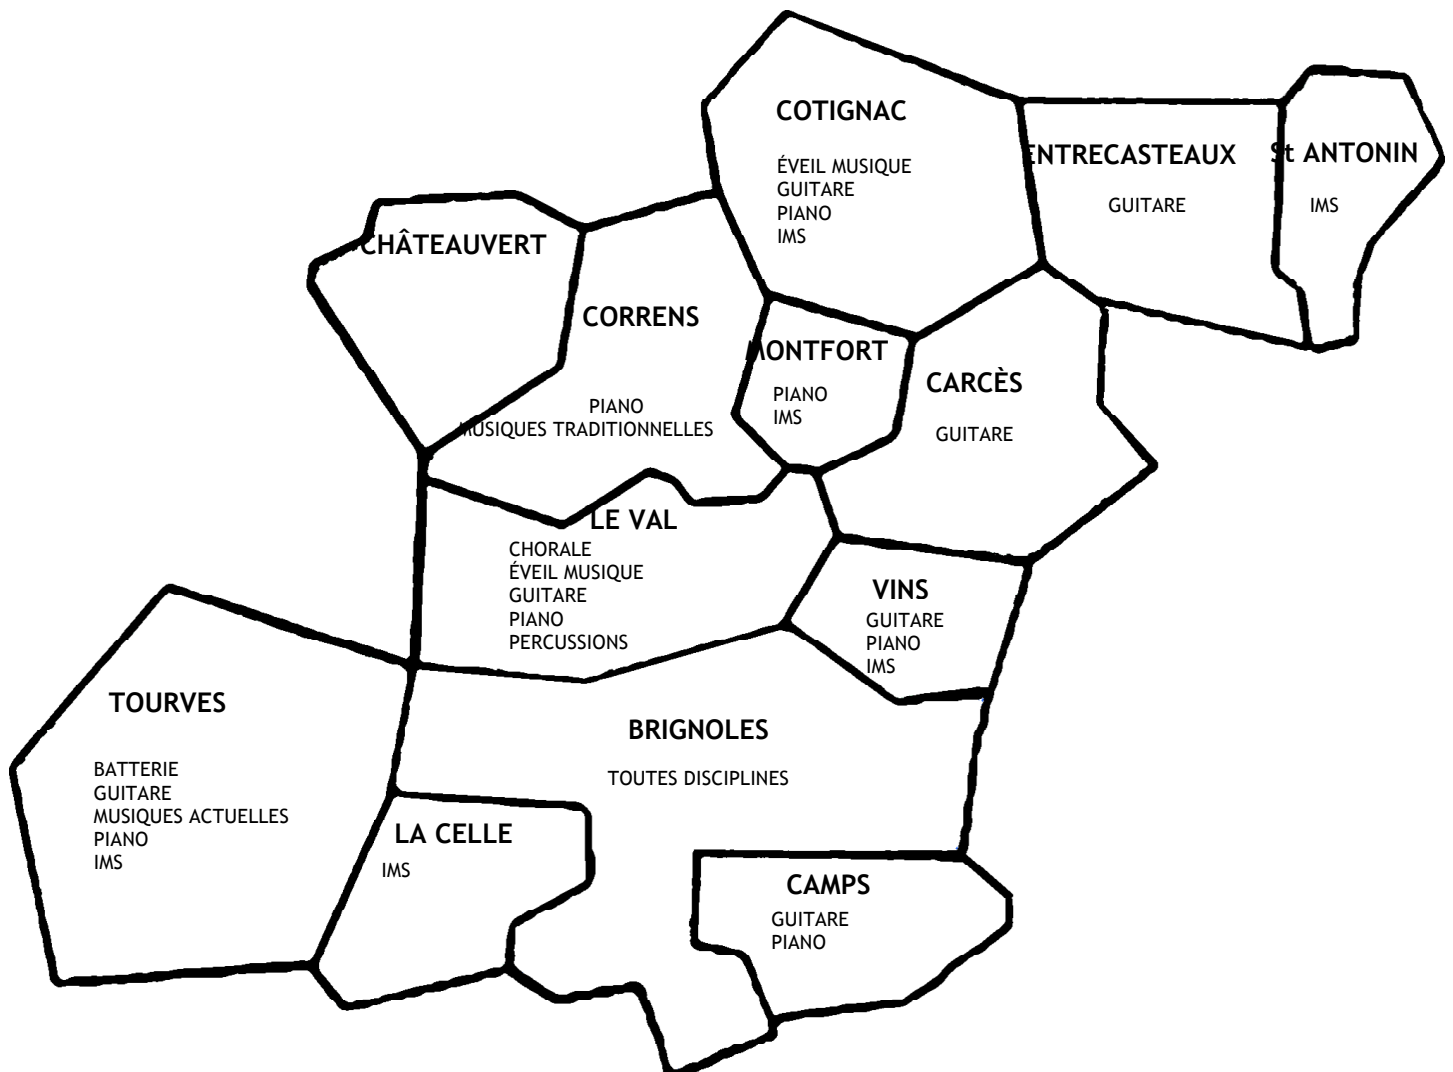 COTIGNAC
ÉVEIL MUSIQUE
GUITARE
PIANO
IMS
ENTRECASTEAUX
GUITARE
St ANTONIN
IMS
CHÂTEAUVERT
CORRENS
PIANO
MUSIQUES TRADITIONNELLES
MONTFORT
PIANO
IMS
CARCÈS
GUITARE
LE VAL
CHORALE
ÉVEIL MUSIQUE
GUITARE
PIANO
PERCUSSIONS
VINS
GUITARE
PIANO
IMS
TOURVES
BATTERIE
GUITARE
MUSIQUES ACTUELLES
PIANO
IMS
BRIGNOLES
TOUTES DISCIPLINES
LA CELLE
IMS
CAMPS
GUITARE
PIANO